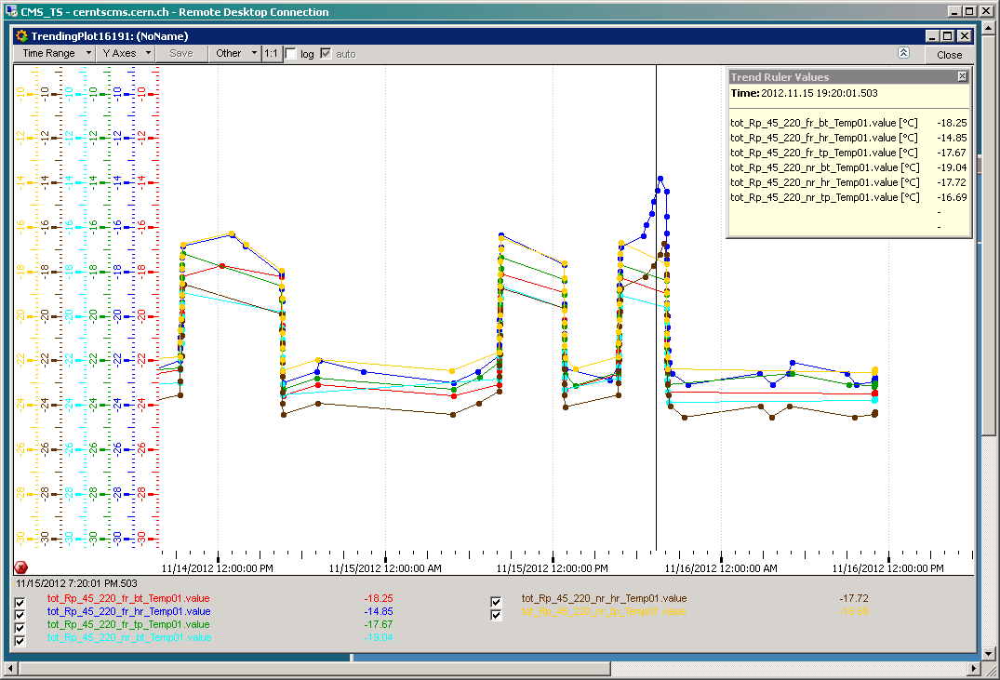 CMS_TS - cerntscms.cern.ch - Remote Desktop Connection
TrendingPlot16191: (NoName)
Time Range Y Axes Save Other 1:1 log auto Close
Trend Ruler Values
Time: 2012.11.15 19:20:01.503
tot_Rp_45_220_fr_bt_Temp01.value [°C] -18.25
tot_Rp_45_220_fr_hr_Temp01.value [°C] -14.85
tot_Rp_45_220_fr_tp_Temp01.value [°C] -17.67
tot_Rp_45_220_nr_bt_Temp01.value [°C] -19.04
tot_Rp_45_220_nr_hr_Temp01.value [°C] -17.72
tot_Rp_45_220_nr_tp_Temp01.value [°C] -16.69
-
-
-10 -10 -10 -10 -10 -10
-12 -12 -12 -12 -12 -12
-14 -14 -14 -14 -14 -14
-16 -16 -16 -16 -16 -16
-18 -18 -18 -18 -18 -18
-20 -20 -20 -20 -20 -20
-22 -22 -22 -22 -22 -22
-24 -24 -24 -24 -24 -24
-26 -26 -26 -26 -26 -26
-28 -28 -28 -28 -28 -28
-30 -30 -30 -30 -30 -30
11/14/2012 12:00:00 PM 11/15/2012 12:00:00 AM 11/15/2012 12:00:00 PM 11/16/2012 12:00:00 AM 11/16/2012 12:00:00 PM
11/15/2012 7:20:01 PM.503
tot_Rp_45_220_fr_bt_Temp01.value -18.25 tot_Rp_45_220_nr_hr_Temp01.value -17.72
tot_Rp_45_220_fr_hr_Temp01.value -14.85 tot_Rp_45_220_nr_tp_Temp01.value -16.69
tot_Rp_45_220_fr_tp_Temp01.value -17.67
tot_Rp_45_220_nr_bt_Temp01.value -19.04